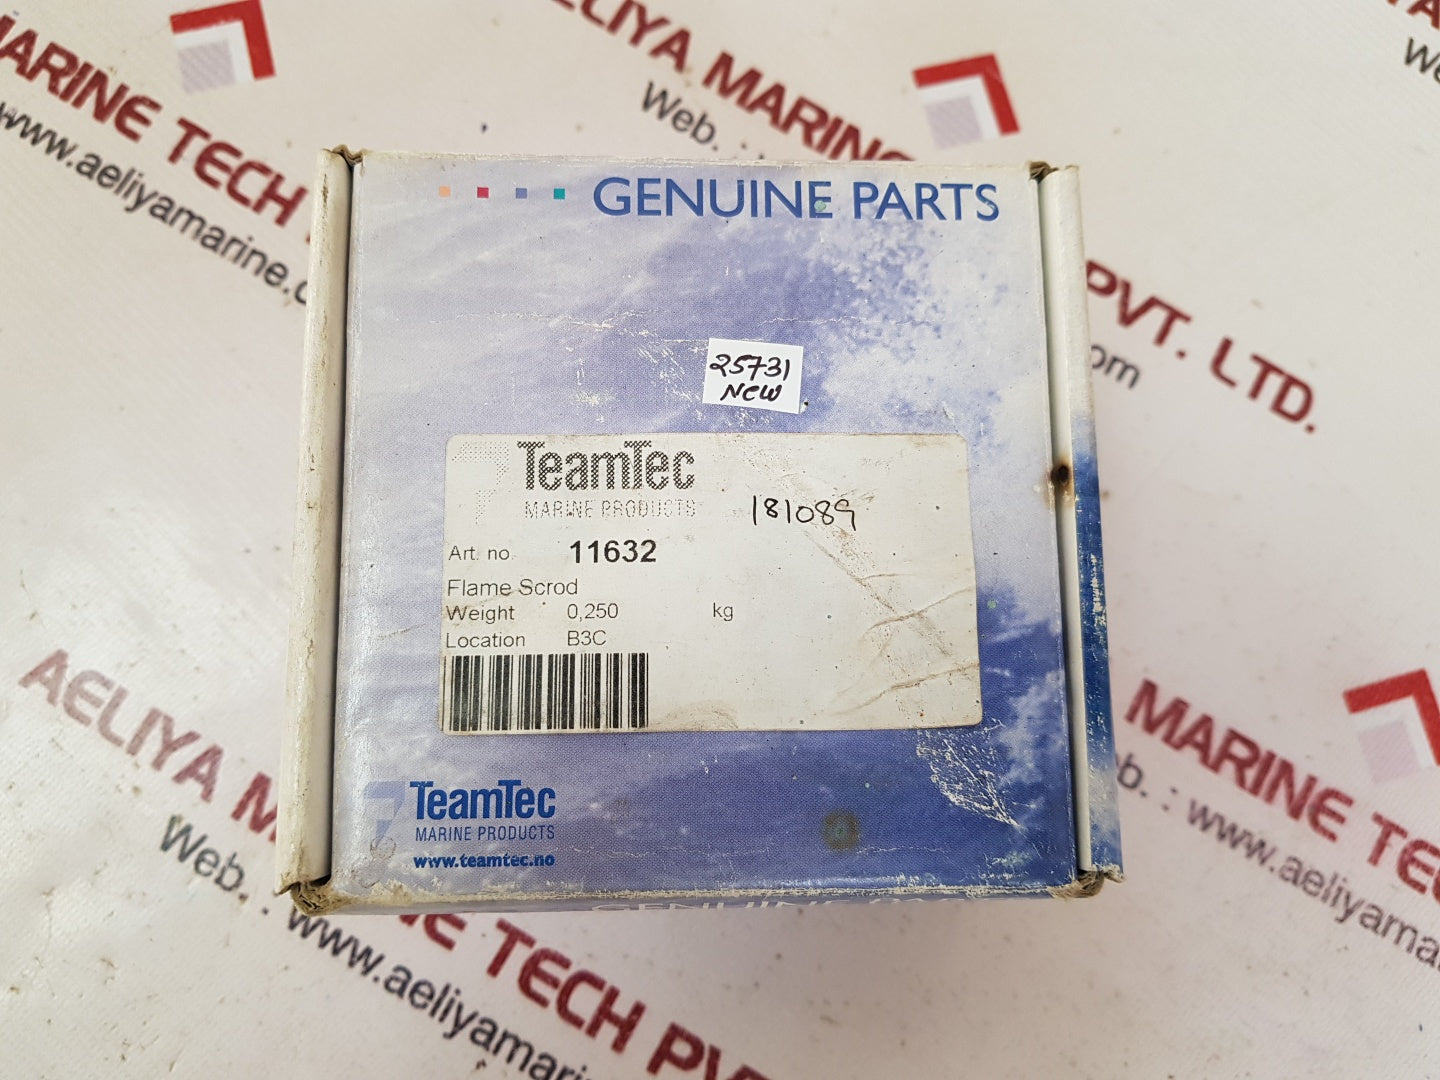 GENUINE PARTS
25731
New
TeamTec
MARINE PRODUCTS
181089
Art. no. 11632
Flame Scrod
Weight 0,250 kg
Location B3C
TeamTec
MARINE PRODUCTS
www.teamtec.no
MARINE TECH PVT. LTD.
www.aeliyamarine.com
AELIYA MARINE
Web. :
AELIYA MARINE TECH PVT
Web. : www.aeliyamarine
MARINE TEC
Web. : www.aeliyamar